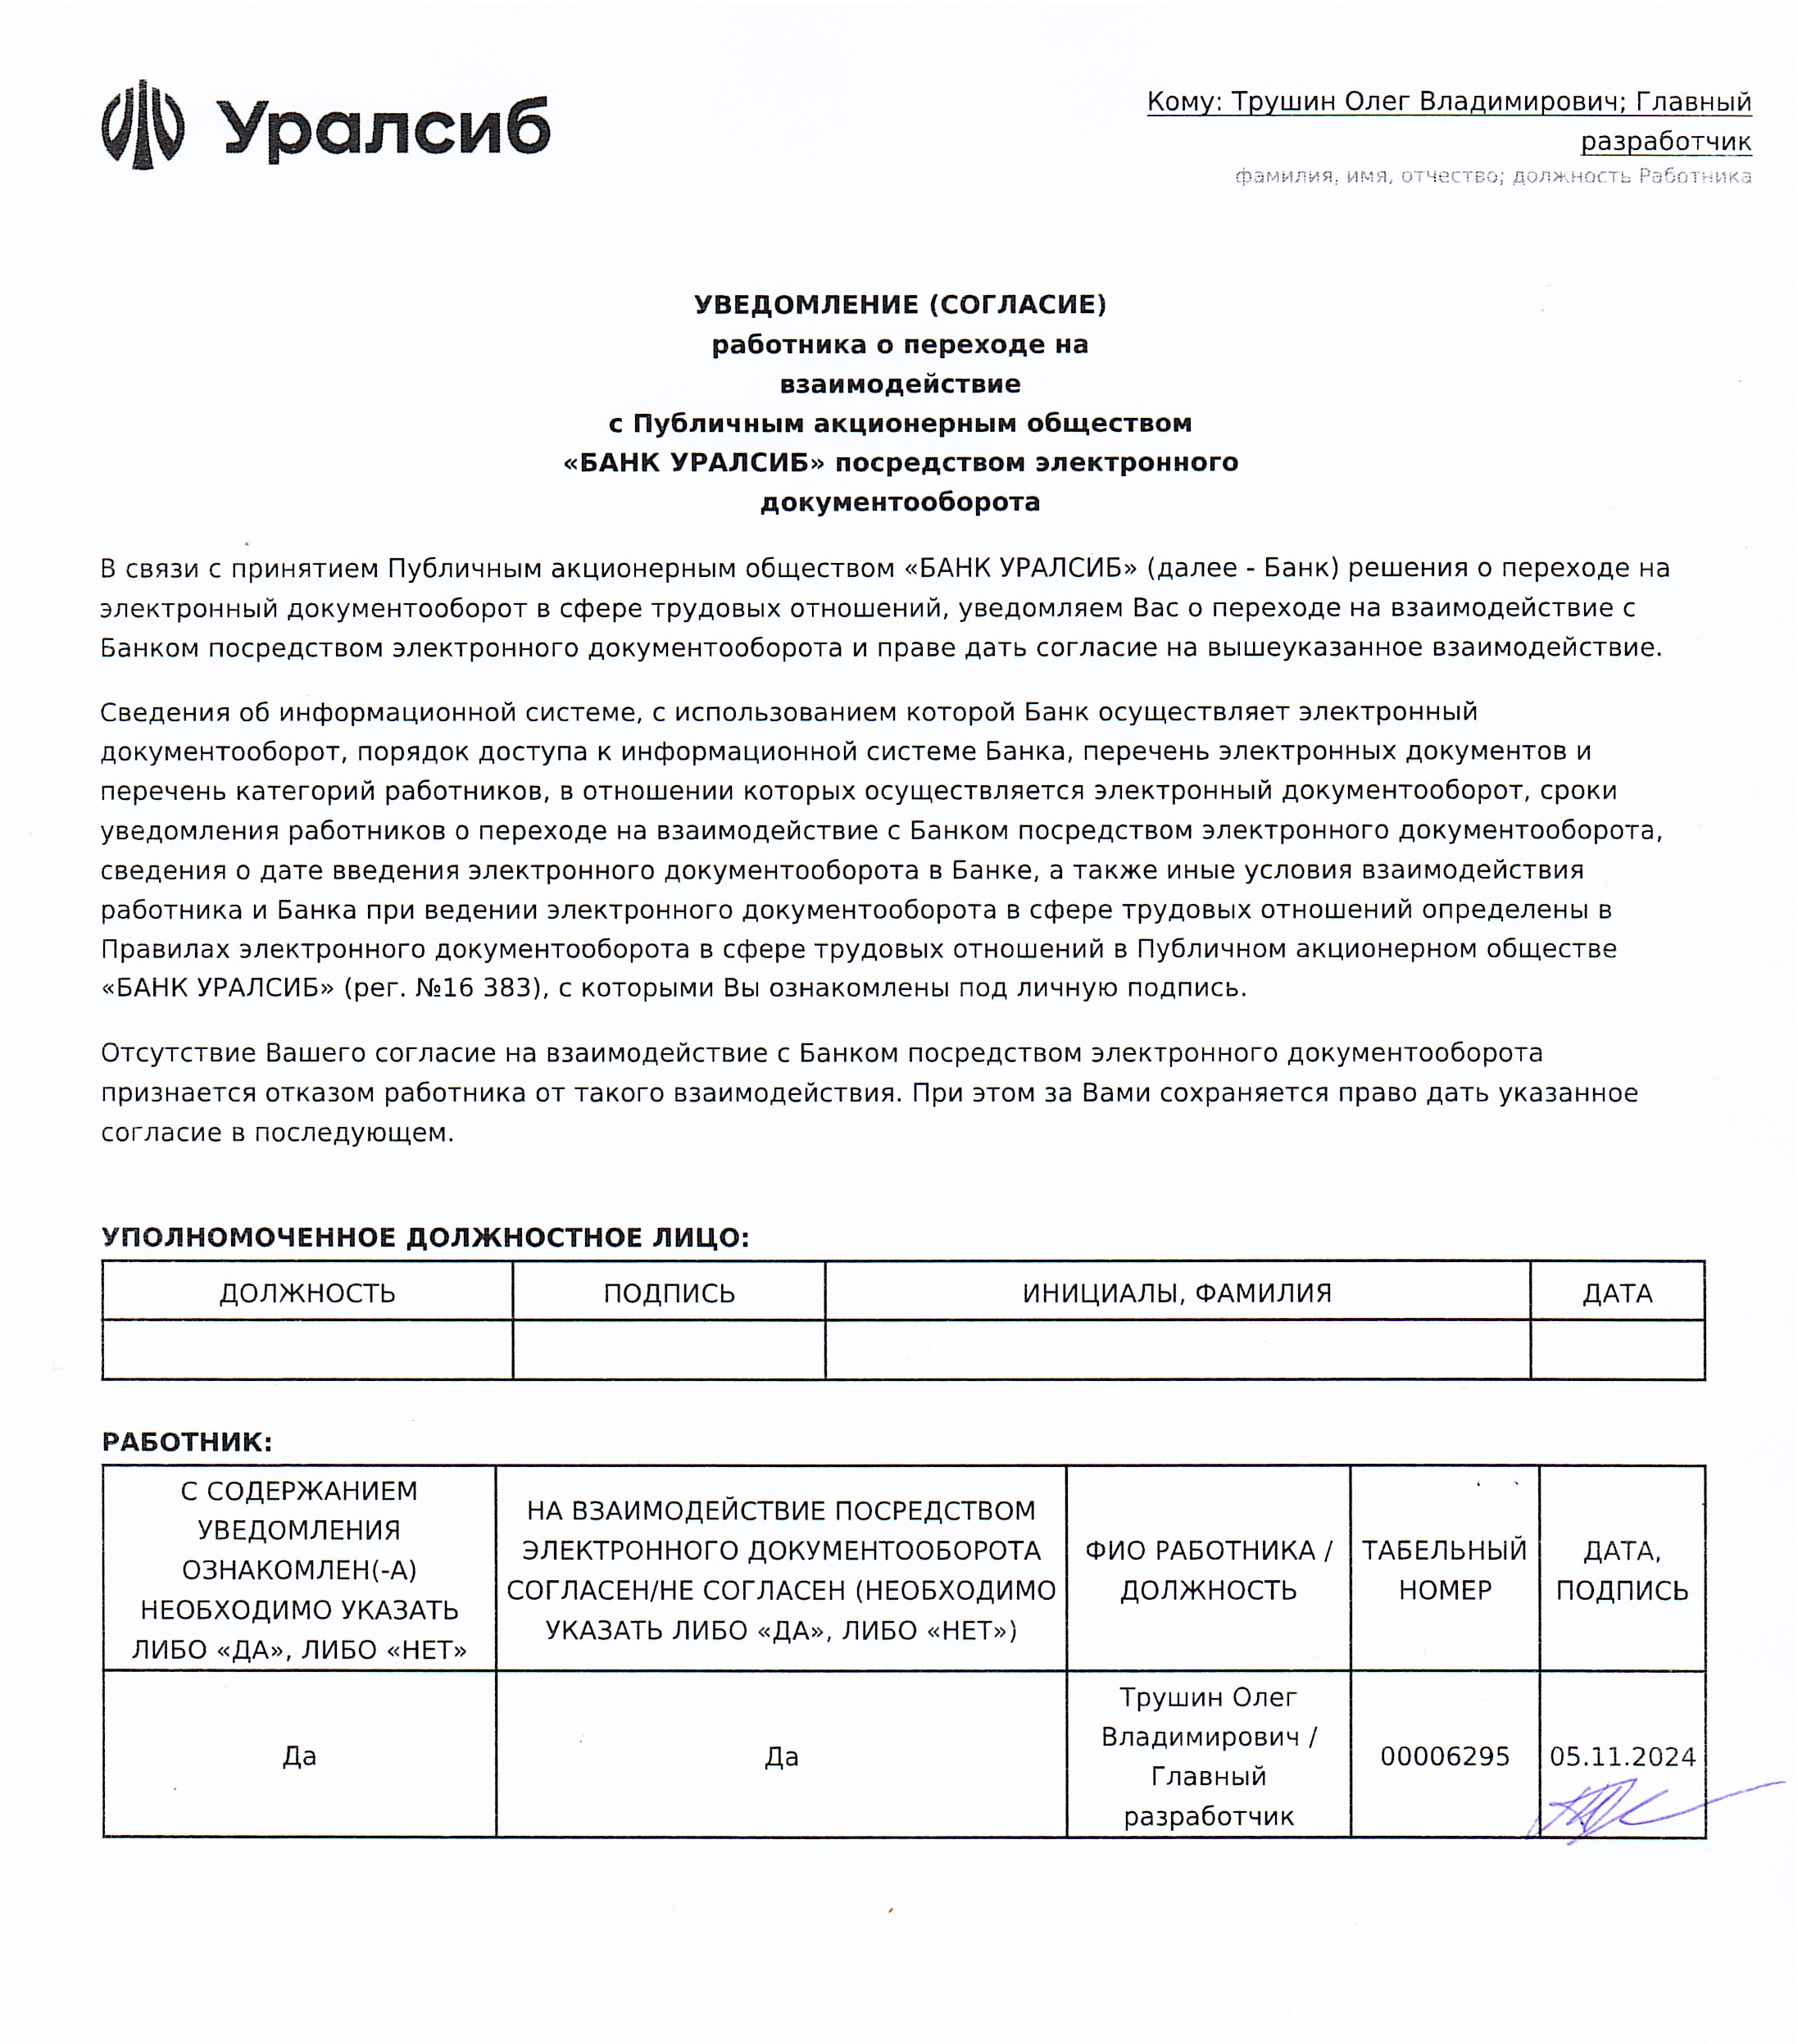 Уралсиб
Кому: Трушин Олег Владимирович; Главный
разработчик
фамилия, имя, отчество; должность Работника
УВЕДОМЛЕНИЕ (СОГЛАСИЕ)
работника о переходе на
взаимодействие
с Публичным акционерным обществом
«БАНК УРАЛСИБ» посредством электронного
документооборота
В связи с принятием Публичным акционерным обществом «БАНК УРАЛСИБ» (далее - Банк) решения о переходе на
электронный документооборот в сфере трудовых отношений, уведомляем Вас о переходе на взаимодействие с
Банком посредством электронного документооборота и праве дать согласие на вышеуказанное взаимодействие.
Сведения об информационной системе, с использованием которой Банк осуществляет электронный
документооборот, порядок доступа к информационной системе Банка, перечень электронных документов и
перечень категорий работников, в отношении которых осуществляется электронный документооборот, сроки
уведомления работников о переходе на взаимодействие с Банком посредством электронного документооборота,
сведения о дате введения электронного документооборота в Банке, а также иные условия взаимодействия
работника и Банка при ведении электронного документооборота в сфере трудовых отношений определены в
Правилах электронного документооборота в сфере трудовых отношений в Публичном акционерном обществе
«БАНК УРАЛСИБ» (рег. №16 383), с которыми Вы ознакомлены под личную подпись.
Отсутствие Вашего согласие на взаимодействие с Банком посредством электронного документооборота
признается отказом работника от такого взаимодействия. При этом за Вами сохраняется право дать указанное
согласие в последующем.
УПОЛНОМОЧЕННОЕ ДОЛЖНОСТНОЕ ЛИЦО:
ДОЛЖНОСТЬ ПОДПИСЬ ИНИЦИАЛЫ, ФАМИЛИЯ ДАТА
РАБОТНИК:
С СОДЕРЖАНИЕМ
УВЕДОМЛЕНИЯ
ОЗНАКОМЛЕН(-А)
НЕОБХОДИМО УКАЗАТЬ
ЛИБО «ДА», ЛИБО «НЕТ»
НА ВЗАИМОДЕЙСТВИЕ ПОСРЕДСТВОМ
ЭЛЕКТРОННОГО ДОКУМЕНТООБОРОТА
СОГЛАСЕН/НЕ СОГЛАСЕН (НЕОБХОДИМО
УКАЗАТЬ ЛИБО «ДА», ЛИБО «НЕТ»)
ФИО РАБОТНИКА /
ДОЛЖНОСТЬ
ТАБЕЛЬНЫЙ
НОМЕР
ДАТА,
ПОДПИСЬ
Да
Да
Трушин Олег
Владимирович /
Главный
разработчик
00006295
05.11.2024